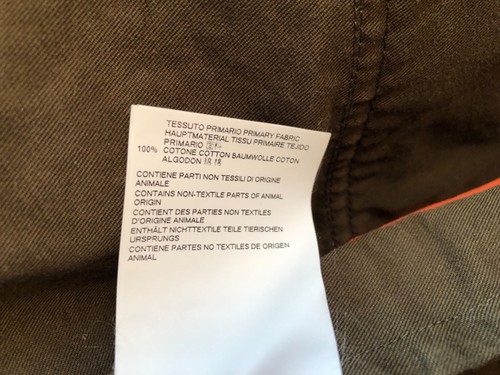 TESSUTO PRIMARIO PRIMARY FABRIC
HAUPTMATERIAL TISSU PRIMAIRE TEJIDO
PRIMARIO
100% COTONE COTTON BAUMWOLLE COTON
ALGODON 綿 棉
CONTIENE PARTI NON TESSILI DI ORIGINE
ANIMALE
CONTAINS NON-TEXTILE PARTS OF ANIMAL
ORIGIN
CONTIENT DES PARTIES NON TEXTILES
D'ORIGINE ANIMALE
ENTHÄLT NICHTTEXTILE TEILE TIERISCHEN
URSPRUNGS
CONTIENE PARTES NO TEXTILES DE ORIGEN
ANIMAL